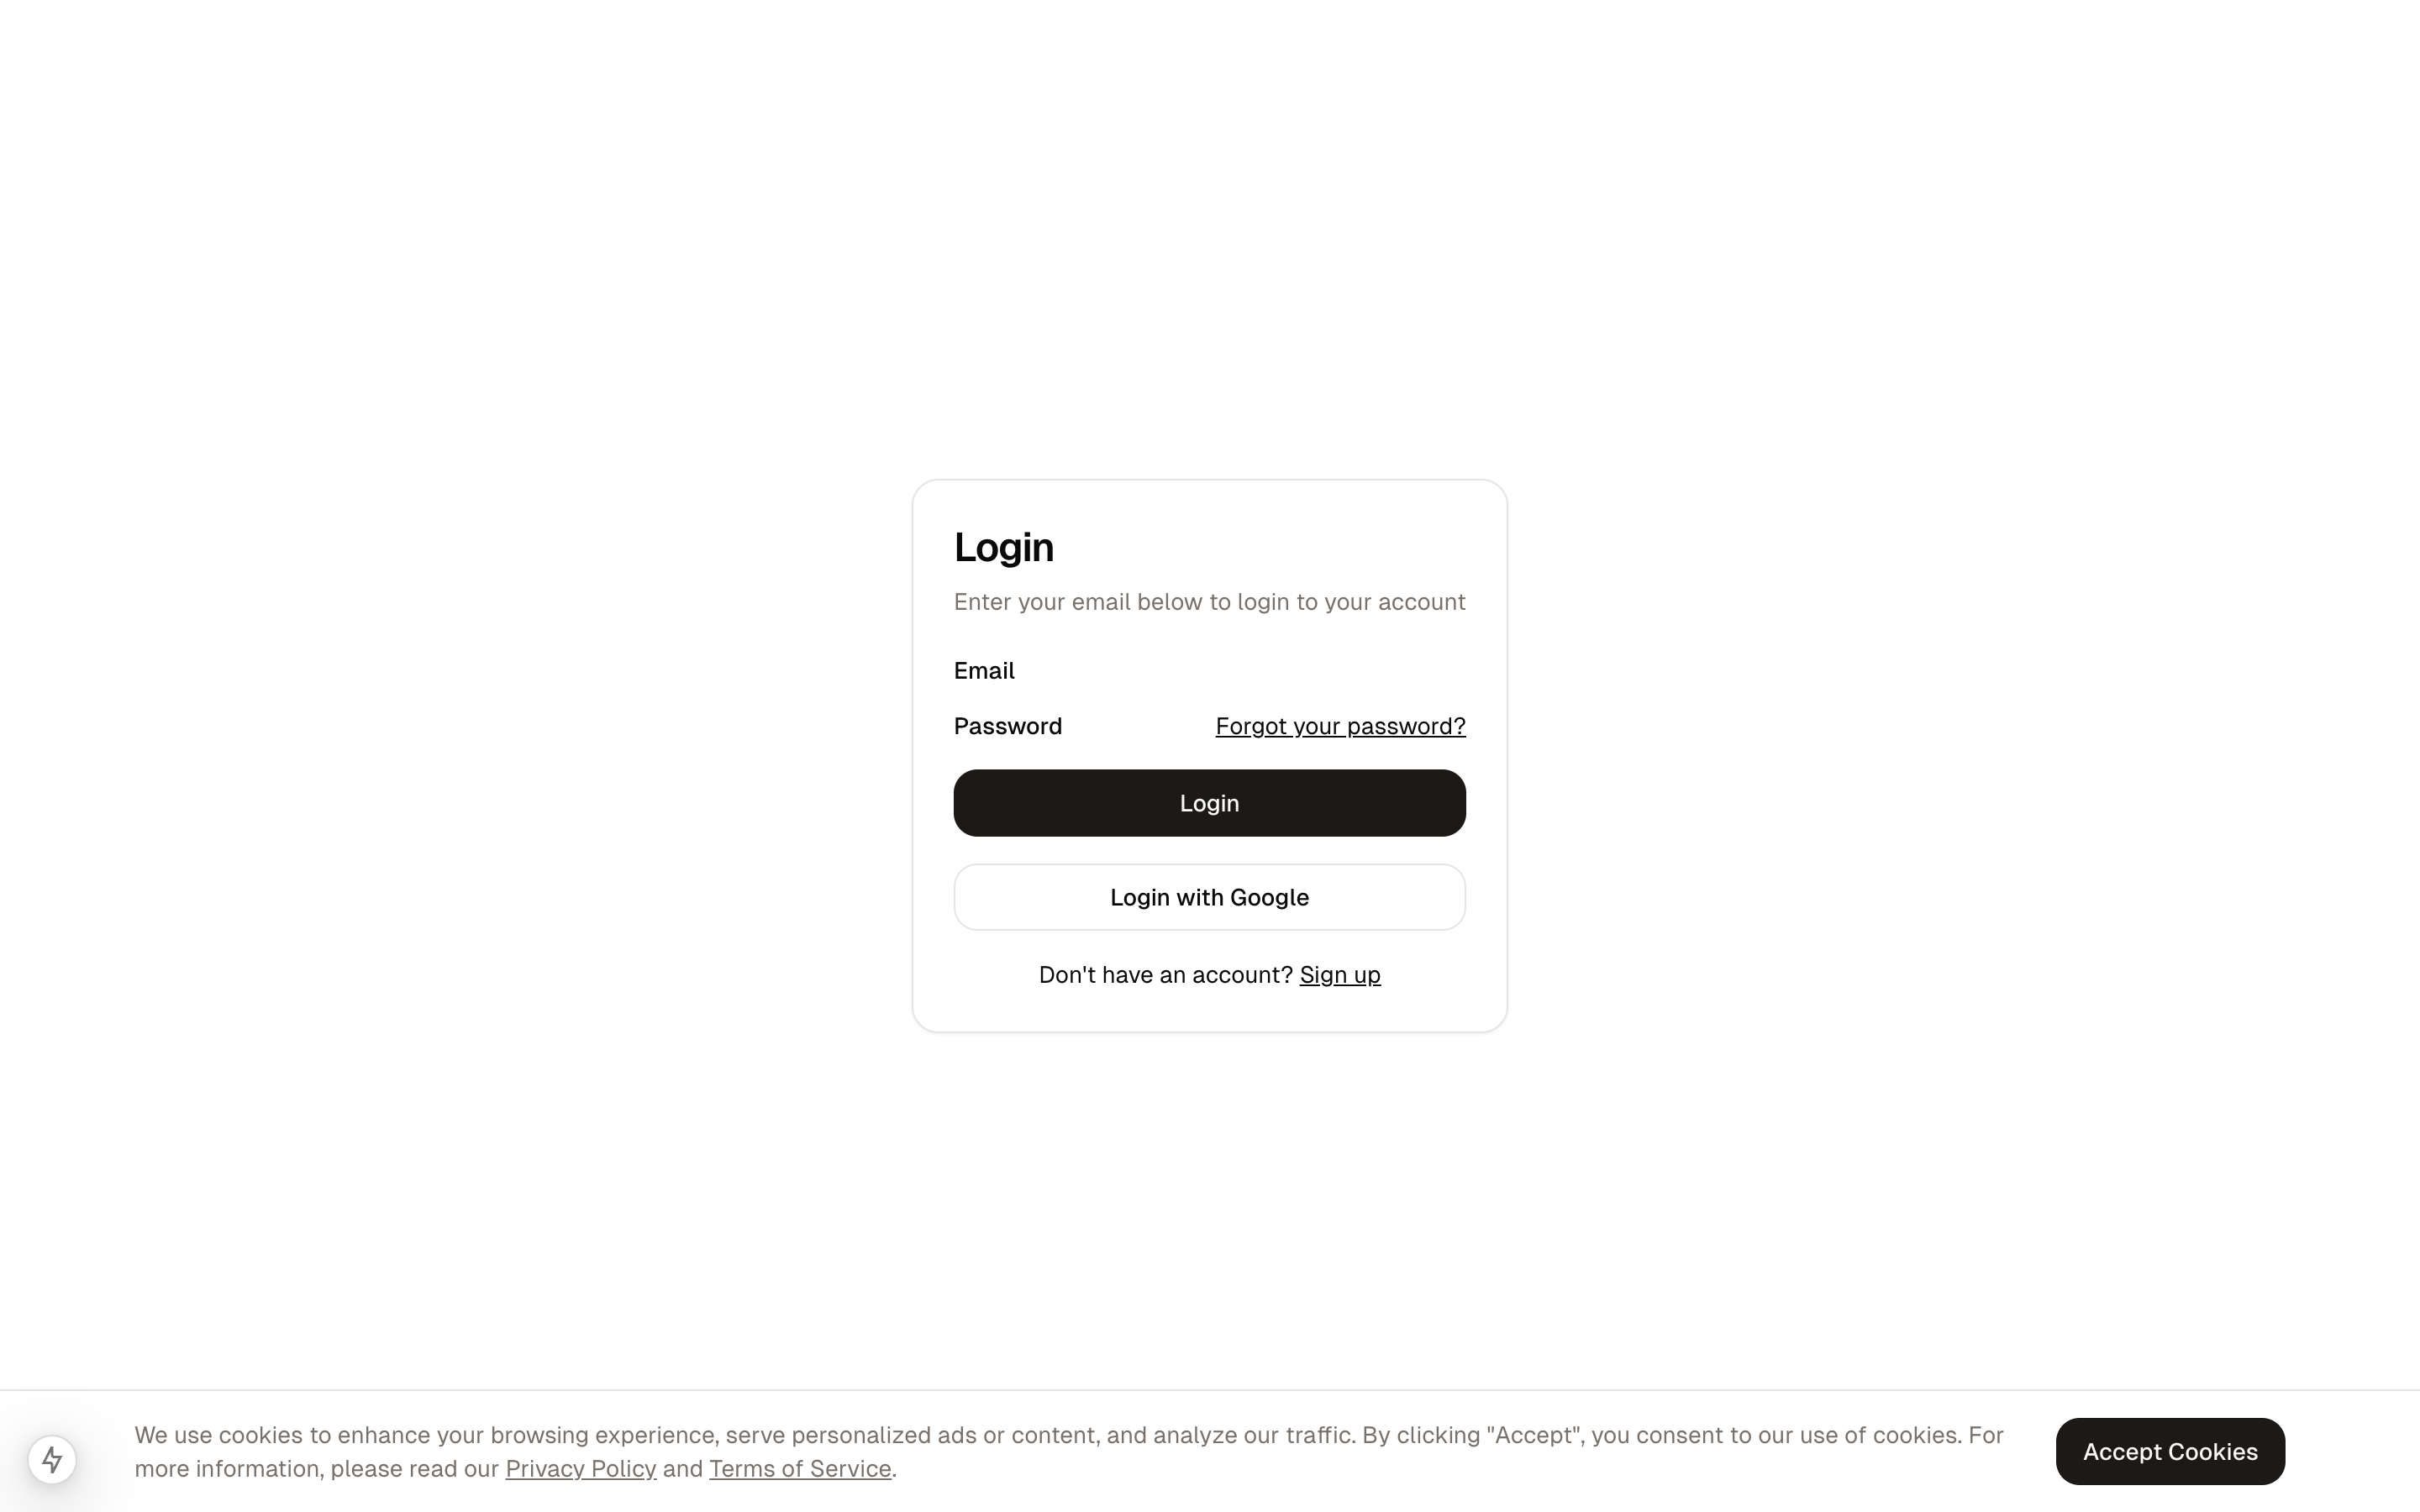 Login
Enter your email below to login to your account
Email
Password Forgot your password?
Login
Login with Google
Don't have an account? Sign up
We use cookies to enhance your browsing experience, serve personalized ads or content, and analyze our traffic. By clicking "Accept", you consent to our use of cookies. For
more information, please read our Privacy Policy and Terms of Service.
Accept Cookies